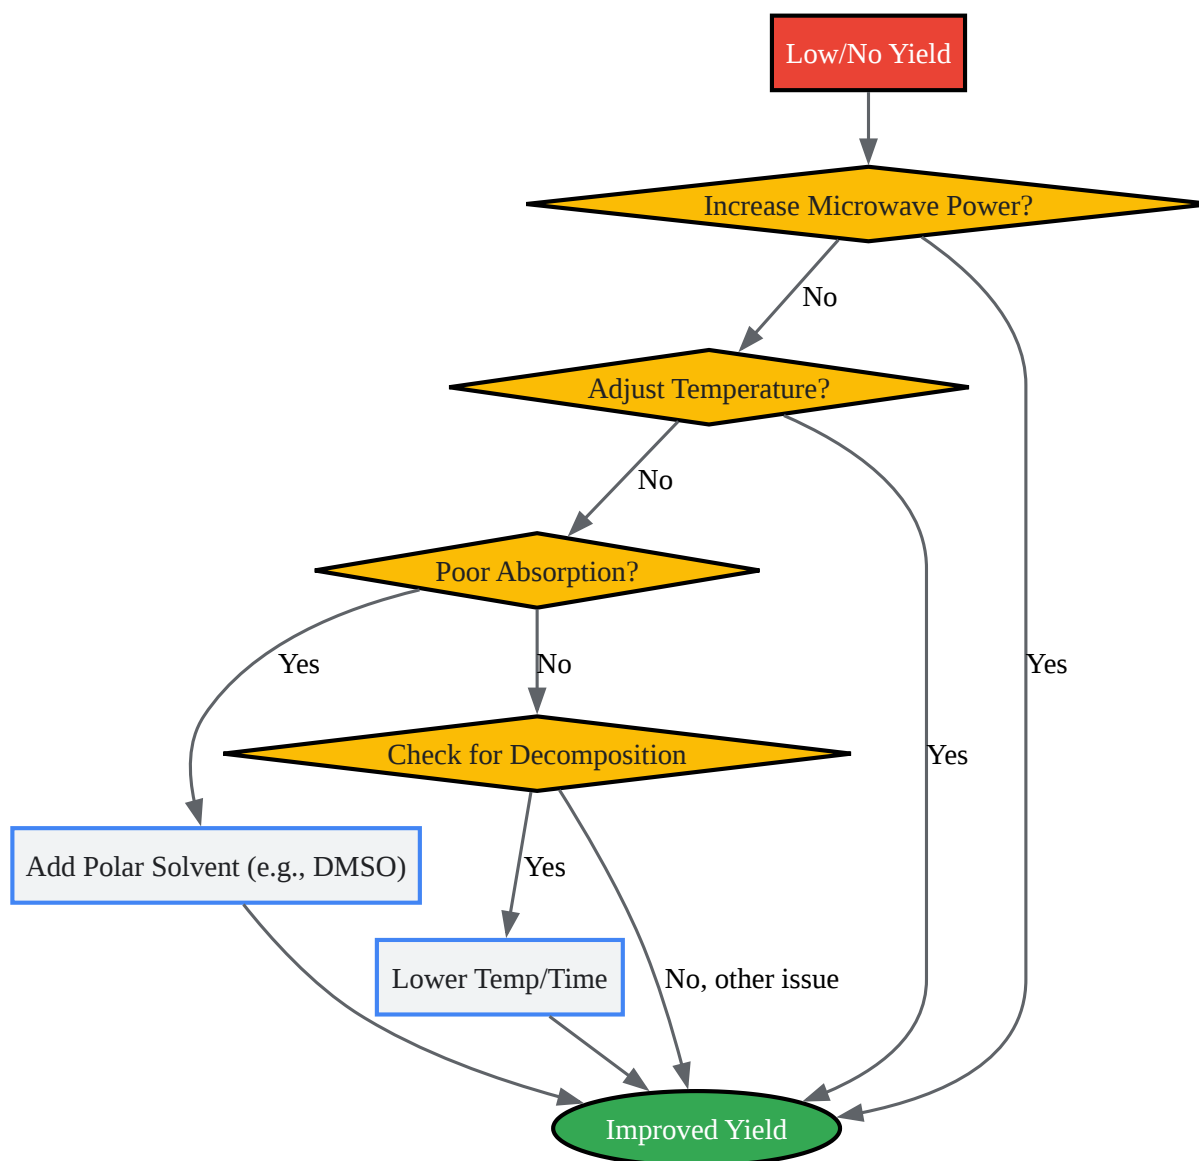 Low/No Yield
Increase Microwave Power?
No
Adjust Temperature?
No
Poor Absorption?
Yes
No
Yes
Check for Decomposition
Yes
Add Polar Solvent (e.g., DMSO)
Yes
Lower Temp/Time
No, other issue
Improved Yield